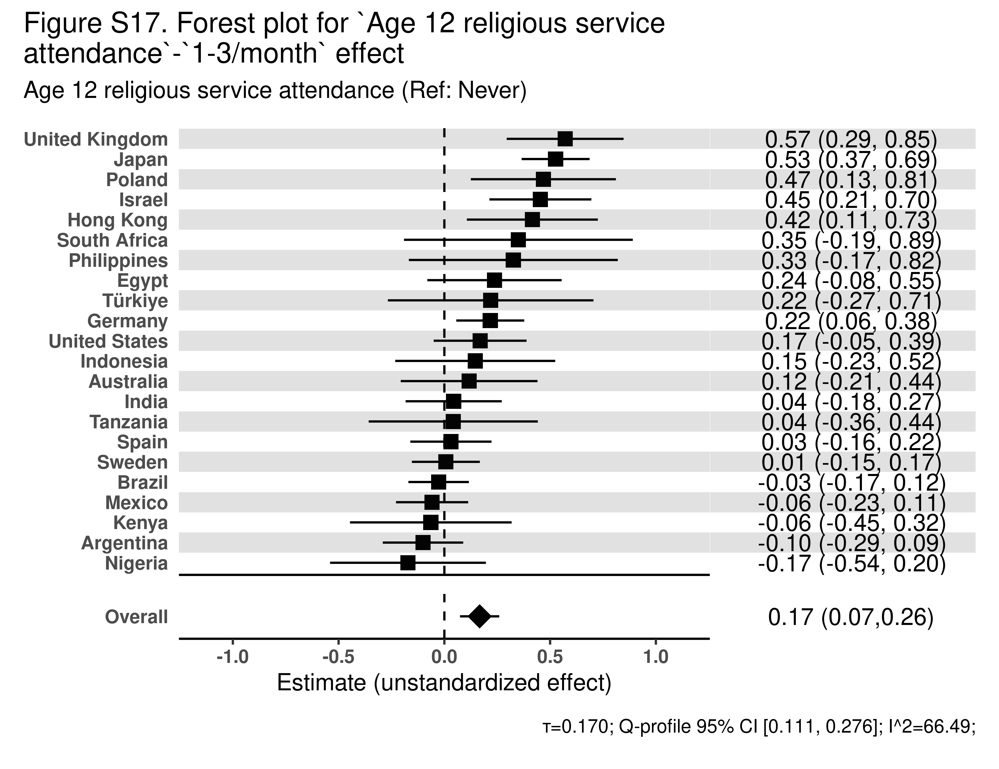 Figure S17. Forest plot for `Age 12 religious service
attendance`-`1-3/month` effect
Age 12 religious service attendance (Ref: Never)
United Kingdom 0.57 (0.29, 0.85)
Japan 0.53 (0.37, 0.69)
Poland 0.47 (0.13, 0.81)
Israel 0.45 (0.21, 0.70)
Hong Kong 0.42 (0.11, 0.73)
South Africa 0.35 (-0.19, 0.89)
Philippines 0.33 (-0.17, 0.82)
Egypt 0.24 (-0.08, 0.55)
Türkiye 0.22 (-0.27, 0.71)
Germany 0.22 (0.06, 0.38)
United States 0.17 (-0.05, 0.39)
Indonesia 0.15 (-0.23, 0.52)
Australia 0.12 (-0.21, 0.44)
India 0.04 (-0.18, 0.27)
Tanzania 0.04 (-0.36, 0.44)
Spain 0.03 (-0.16, 0.22)
Sweden 0.01 (-0.15, 0.17)
Brazil -0.03 (-0.17, 0.12)
Mexico -0.06 (-0.23, 0.11)
Kenya -0.06 (-0.45, 0.32)
Argentina -0.10 (-0.29, 0.09)
Nigeria -0.17 (-0.54, 0.20)
Overall 0.17 (0.07,0.26)
-1.0 -0.5 0.0 0.5 1.0
Estimate (unstandardized effect)
τ=0.170; Q-profile 95% CI [0.111, 0.276]; I^2=66.49;